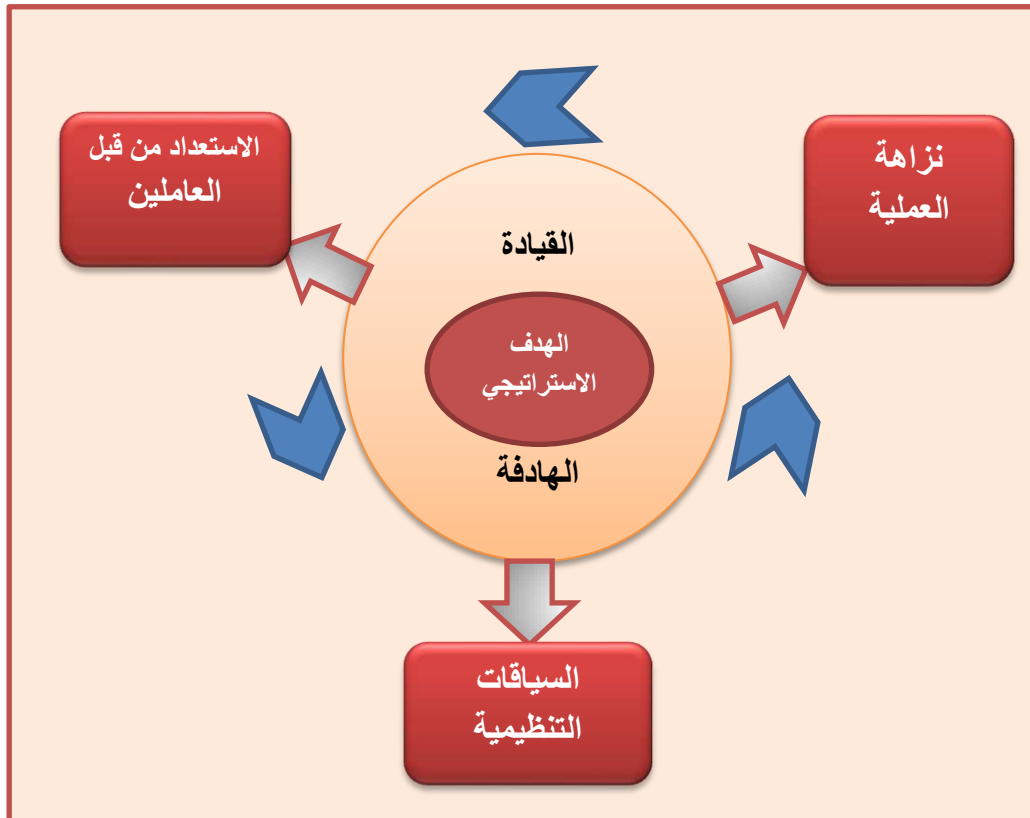 نزاهة
العملية
الاستعداد من قبل
العاملين
القيادة
الهدف
الاستراتيجي
الهادفة
السياقات
التنظيمية